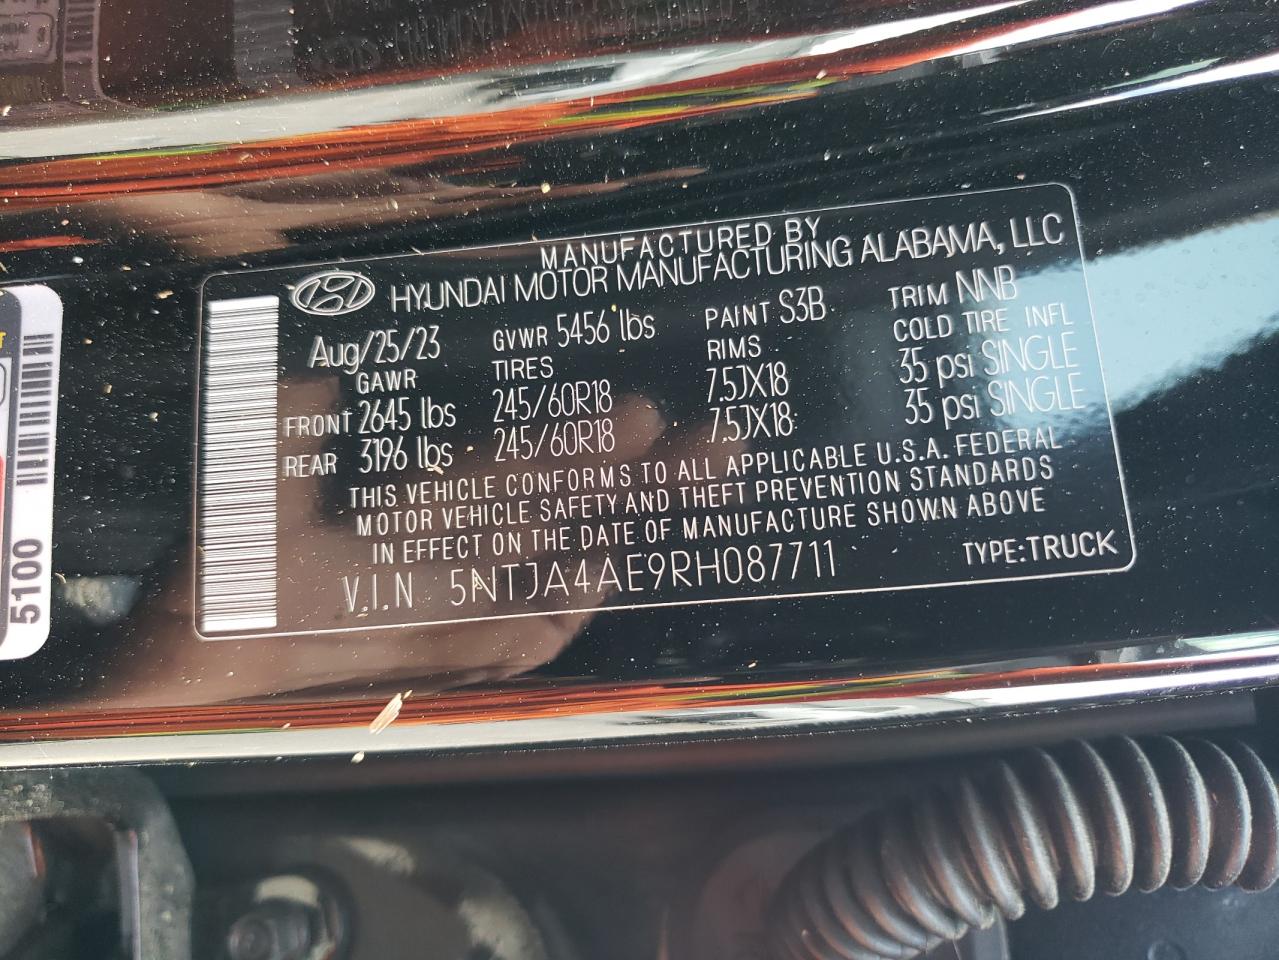 MANUFACTURED BY
HYUNDAI MOTOR MANUFACTURING ALABAMA, LLC
Aug/25/23 GVWR 5456 lbs PAINT S3B TRIM NNB
GAWR TIRES RIMS COLD TIRE INFL
FRONT 2645 lbs 245/60R18 7.5JX18 35 psi SINGLE
REAR 3196 lbs 245/60R18 7.5JX18 35 psi SINGLE
THIS VEHICLE CONFORMS TO ALL APPLICABLE U.S.A. FEDERAL
MOTOR VEHICLE SAFETY AND THEFT PREVENTION STANDARDS
IN EFFECT ON THE DATE OF MANUFACTURE SHOWN ABOVE
V.I.N 5NTJA4AE9RH087711 TYPE:TRUCK
5100